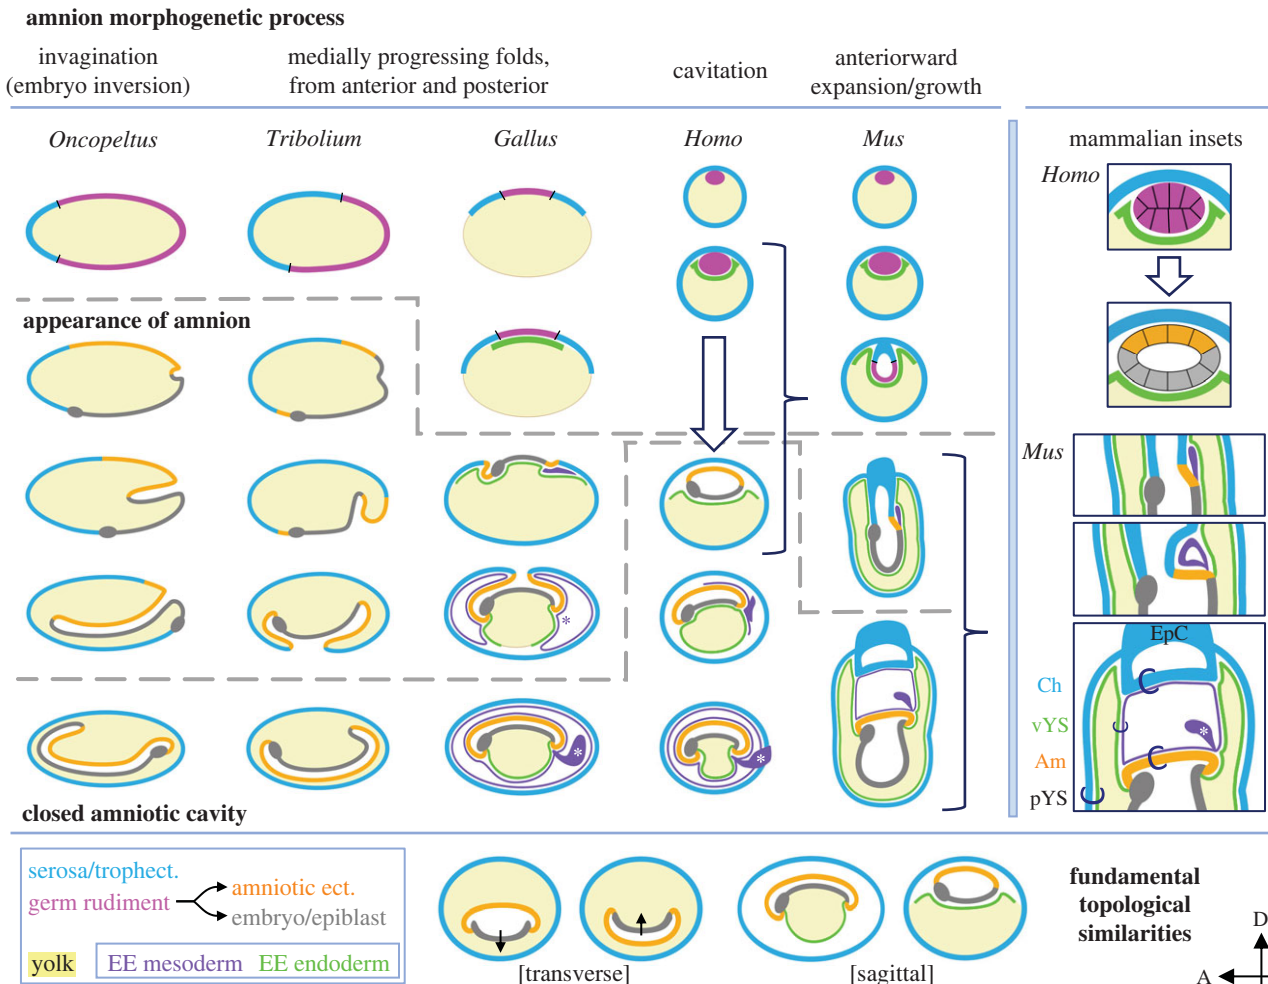 amnion morphogenetic process
invagination
(embryo inversion)
medially progressing folds,
from anterior and posterior
cavitation
anteriorward
expansion/growth
Oncopeltus
Tribolium
Gallus
Homo
Mus
mammalian insets
Homo
appearance of amnion
Mus
*
EpC
Ch
vYS
Am
pYS
*
*
*
closed amniotic cavity
serosa/trophect.
germ rudiment
amniotic ect.
embryo/epiblast
yolk
EE mesoderm
EE endoderm
[transverse]
[sagittal]
fundamental
topological
similarities
D
A